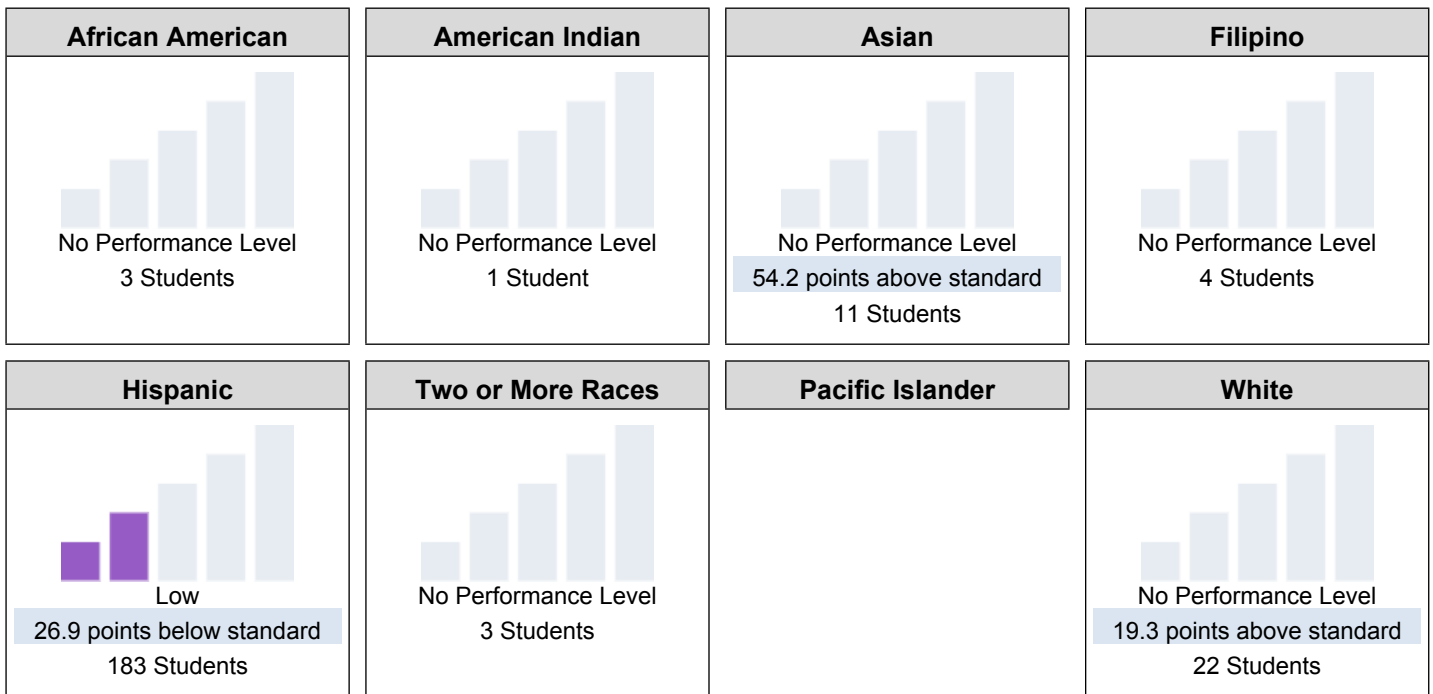 African American
No Performance Level
3 Students
American Indian
No Performance Level
1 Student
Asian
No Performance Level
54.2 points above standard
11 Students
Filipino
No Performance Level
4 Students
Hispanic
Low
26.9 points below standard
183 Students
Two or More Races
No Performance Level
3 Students
Pacific Islander
White
No Performance Level
19.3 points above standard
22 Students